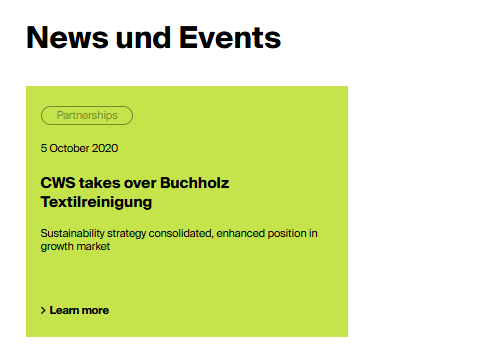 News und Events
Partnerships
5 October 2020
CWS takes over Buchholz
Textilreinigung
Sustainability strategy consolidated, enhanced position in
growth market
Learn more